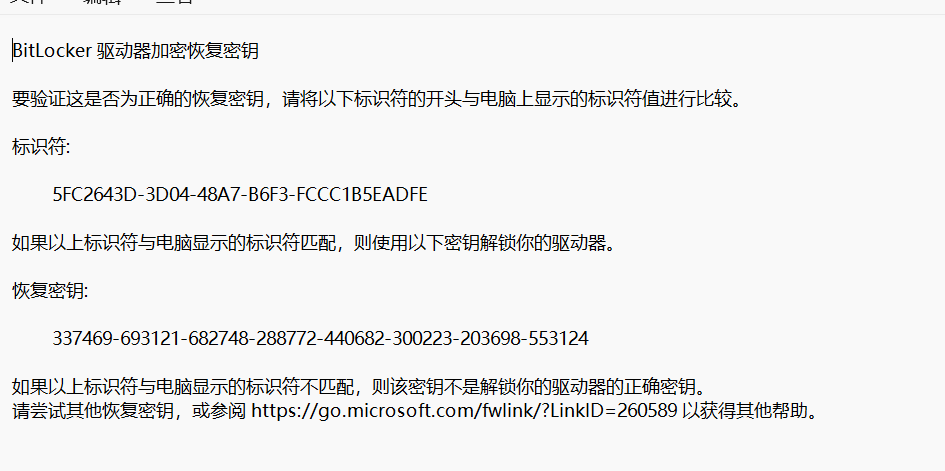 BitLocker 驱动器加密恢复密钥
要验证这是否为正确的恢复密钥，请将以下标识符的开头与电脑上显示的标识符值进行比较。
标识符:
5FC2643D-3D04-48A7-B6F3-FCCC1B5EADFE
如果以上标识符与电脑显示的标识符匹配，则使用以下密钥解锁你的驱动器。
恢复密钥:
337469-693121-682748-288772-440682-300223-203698-553124
如果以上标识符与电脑显示的标识符不匹配，则该密钥不是解锁你的驱动器的正确密钥。
请尝试其他恢复密钥，或参阅 https://go.microsoft.com/fwlink/?LinkID=260589 以获得其他帮助。